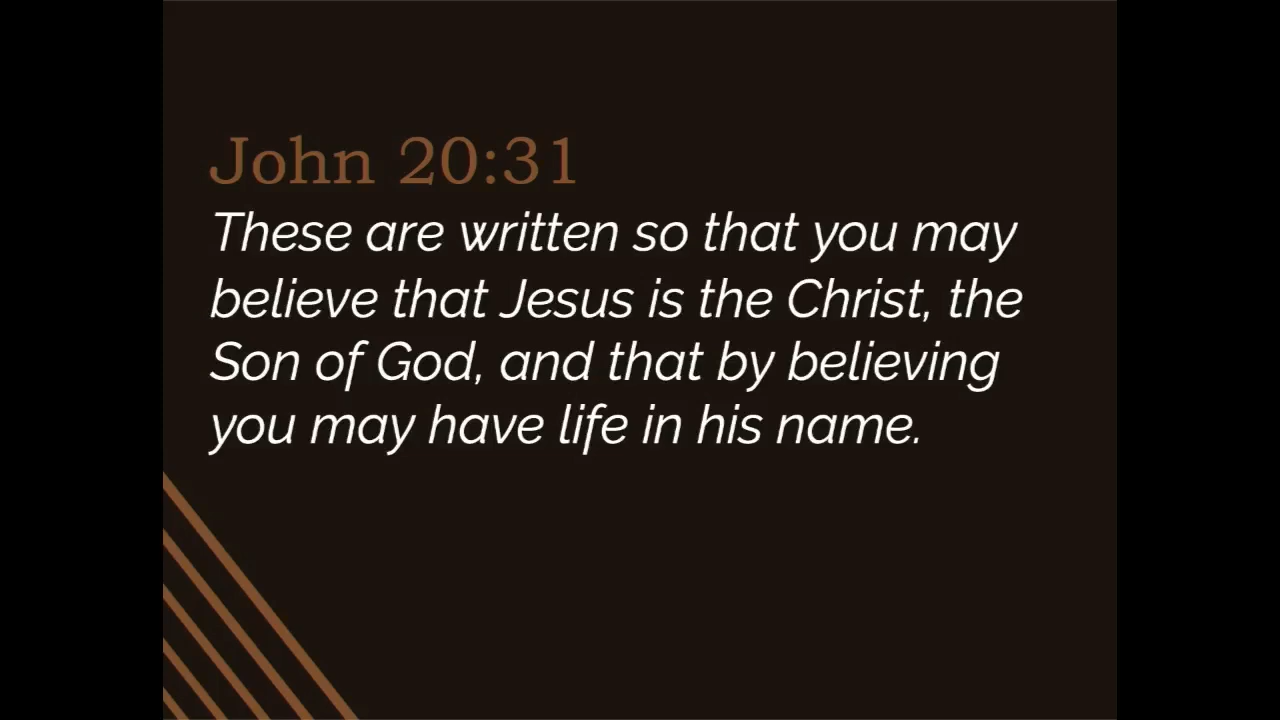 John 20:31
These are written so that you may
believe that Jesus is the Christ, the
Son of God, and that by believing
you may have life in his name.